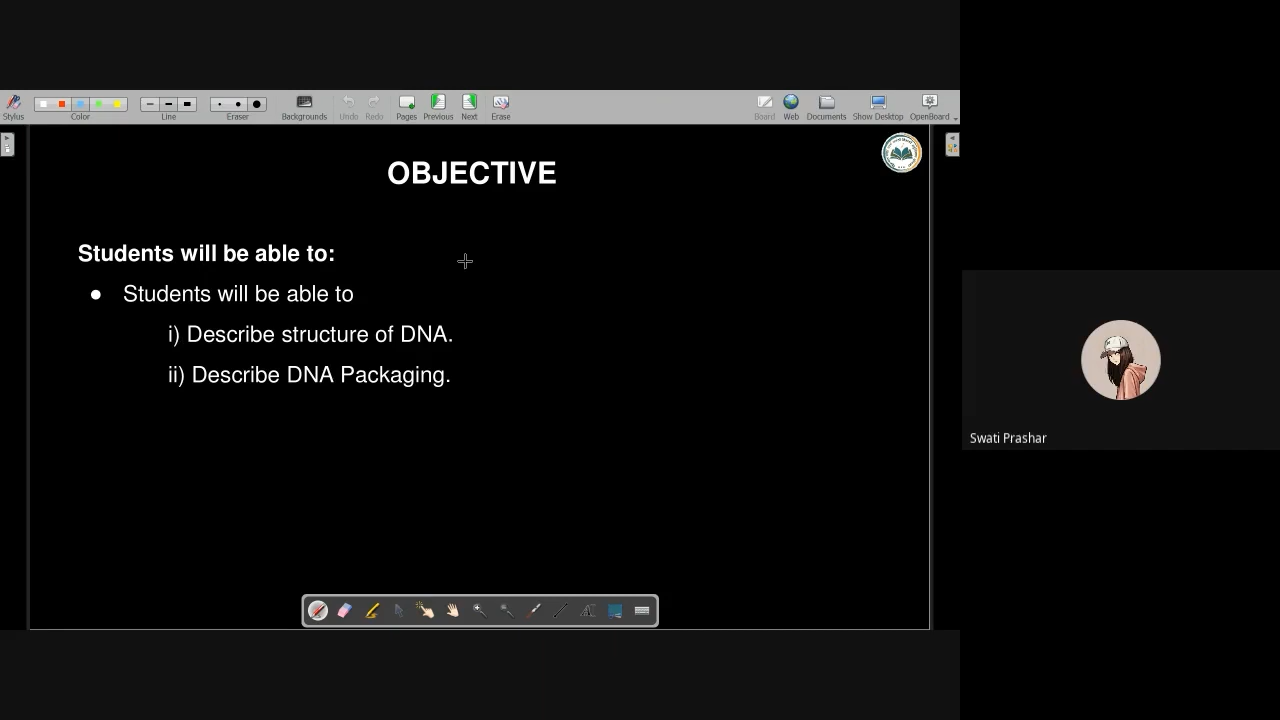 Stylus
Color
Line
Eraser
Backgrounds
Undo
Redo
Pages
Previous
Next
Erase
Board
Web
Documents
Show Desktop
OpenBoard
OBJECTIVE
Students will be able to:
● Students will be able to
i) Describe structure of DNA.
ii) Describe DNA Packaging.
Swati Prashar